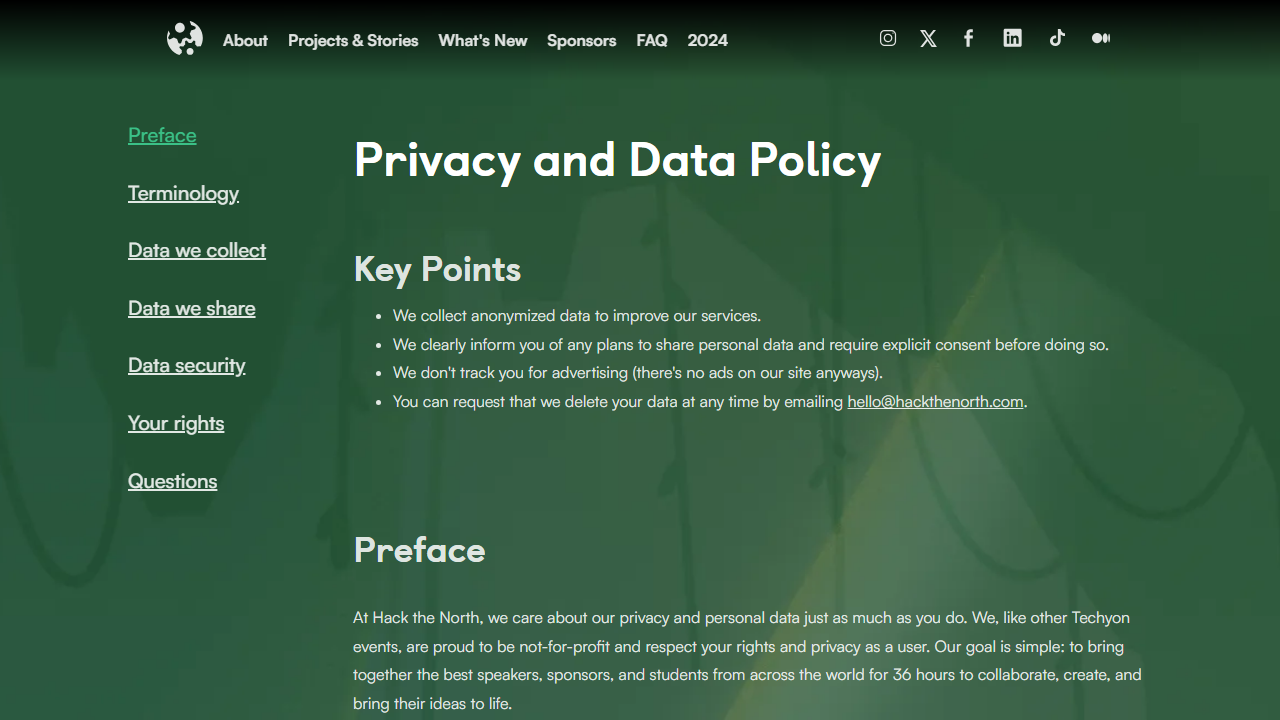 About Projects & Stories What's New Sponsors FAQ 2024
Preface
Terminology
Data we collect
Data we share
Data security
Your rights
Questions
Privacy and Data Policy
Key Points
• We collect anonymized data to improve our services.
• We clearly inform you of any plans to share personal data and require explicit consent before doing so.
• We don't track you for advertising (there's no ads on our site anyways).
• You can request that we delete your data at any time by emailing hello@hackthenorth.com.
Preface
At Hack the North, we care about our privacy and personal data just as much as you do. We, like other Techyon
events, are proud to be not-for-profit and respect your rights and privacy as a user. Our goal is simple: to bring
together the best speakers, sponsors, and students from across the world for 36 hours to collaborate, create, and
bring their ideas to life.